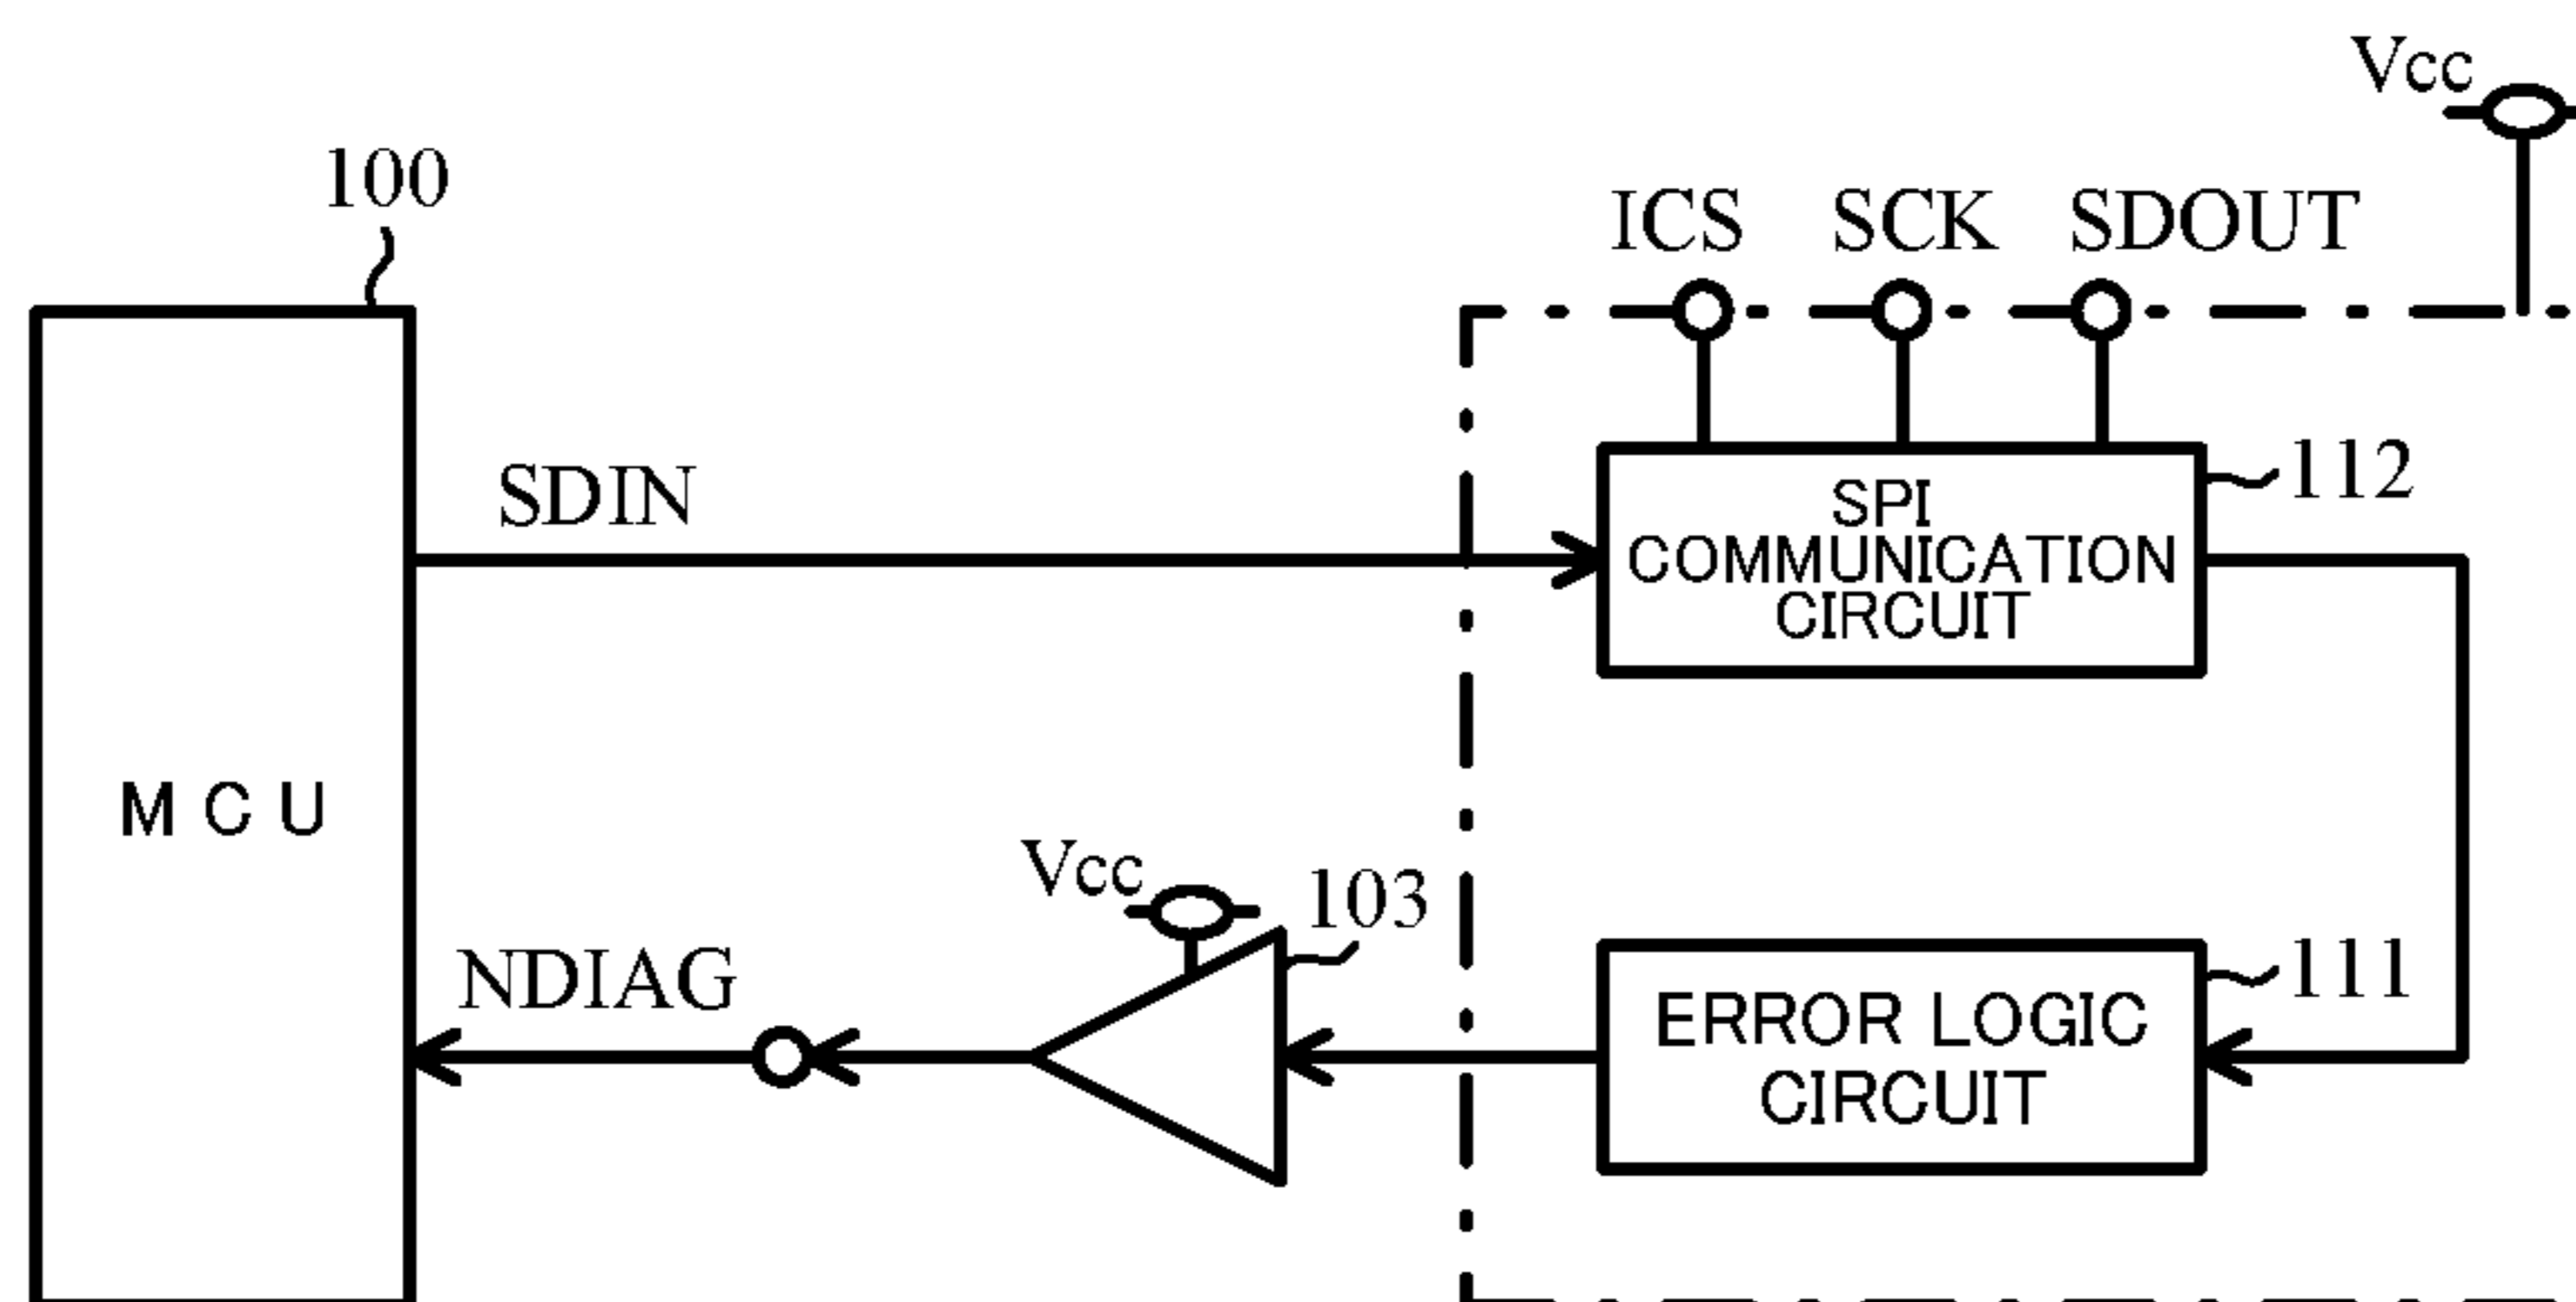 Vcc
100
ICS SCK SDOUT
112
SPI
COMMUNICATION
CIRCUIT
SDIN
M C U
Vcc
103
NDIAG
111
ERROR LOGIC
CIRCUIT